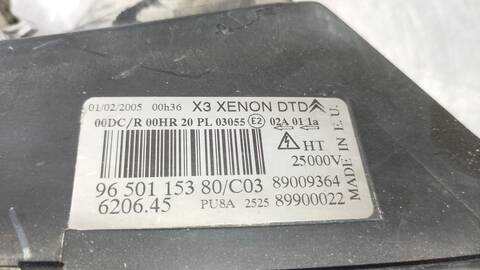 01/02/2005 00h36 X3 XENON DTD
00DC/R 00HR 20 PL 03055 E2 02A 01 1a
HT
25000V
96 501 153 80/C03 89009364
6206.45 PU8A 2525 89900022
MADE IN E.U.